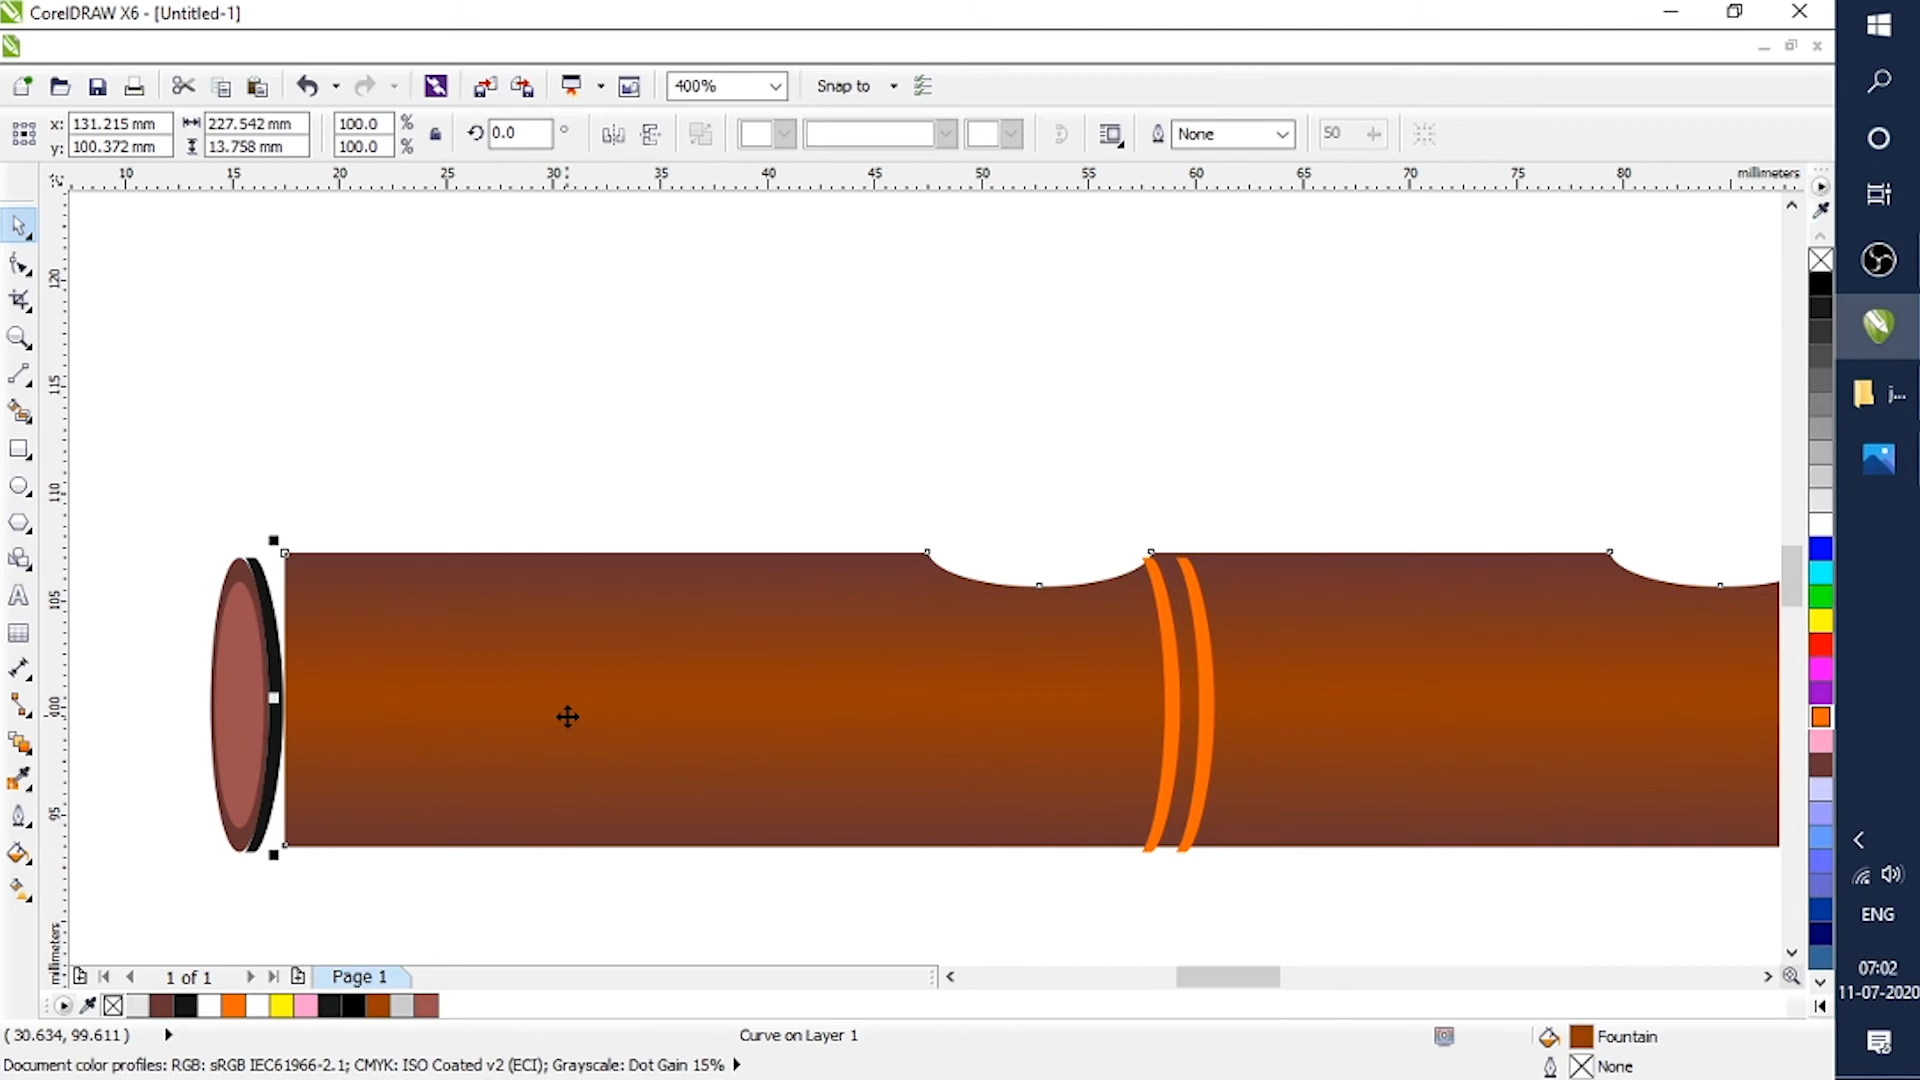 CorelDRAW X6 - [Untitled-1]
400%
Snap to
x: 131.215 mm
y: 100.372 mm
227.542 mm
13.758 mm
100.0 %
100.0 %
0.0 °
None
50
10 15 20 25 30 35 40 45 50 55 60 65 70 75 80 millimeters
120
115
110
105
100
95
millimeters
j...
1 of 1
Page 1
( 30.634, 99.611 )
Curve on Layer 1
Fountain
Document color profiles: RGB: sRGB IEC61966-2.1; CMYK: ISO Coated v2 (ECI); Grayscale: Dot Gain 15%
None
ENG
07:02
11-07-2020